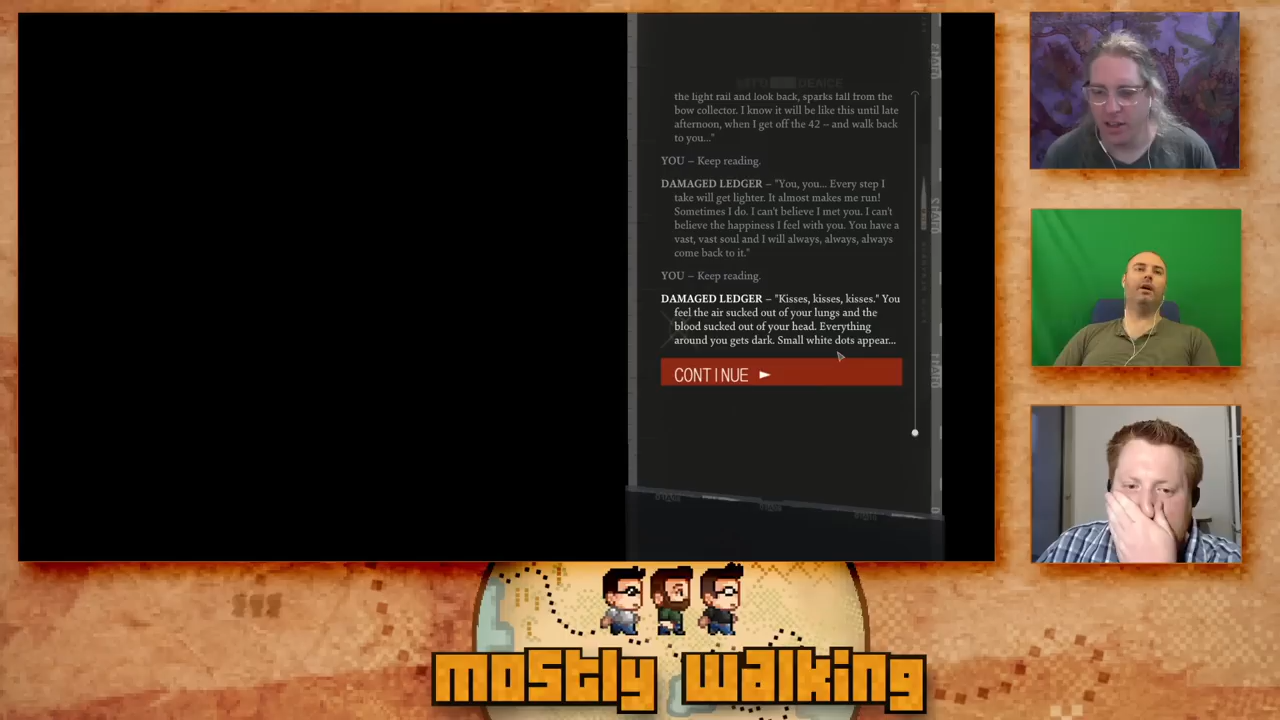 the light rail and look back, sparks fall from the
bow collector. I know it will be like this until late
afternoon, when I get off the 42 – and walk back
to you..."
YOU – Keep reading.
DAMAGED LEDGER – "You, you... Every step I
take will get lighter. It almost makes me run!
Sometimes I do. I can't believe I met you. I can't
believe the happiness I feel with you. You have a
vast, vast soul and I will always, always, always
come back to it."
YOU – Keep reading.
DAMAGED LEDGER – "Kisses, kisses, kisses." You
feel the air sucked out of your lungs and the
blood sucked out of your head. Everything
around you gets dark. Small white dots appear...
CONTINUE
mostly walking